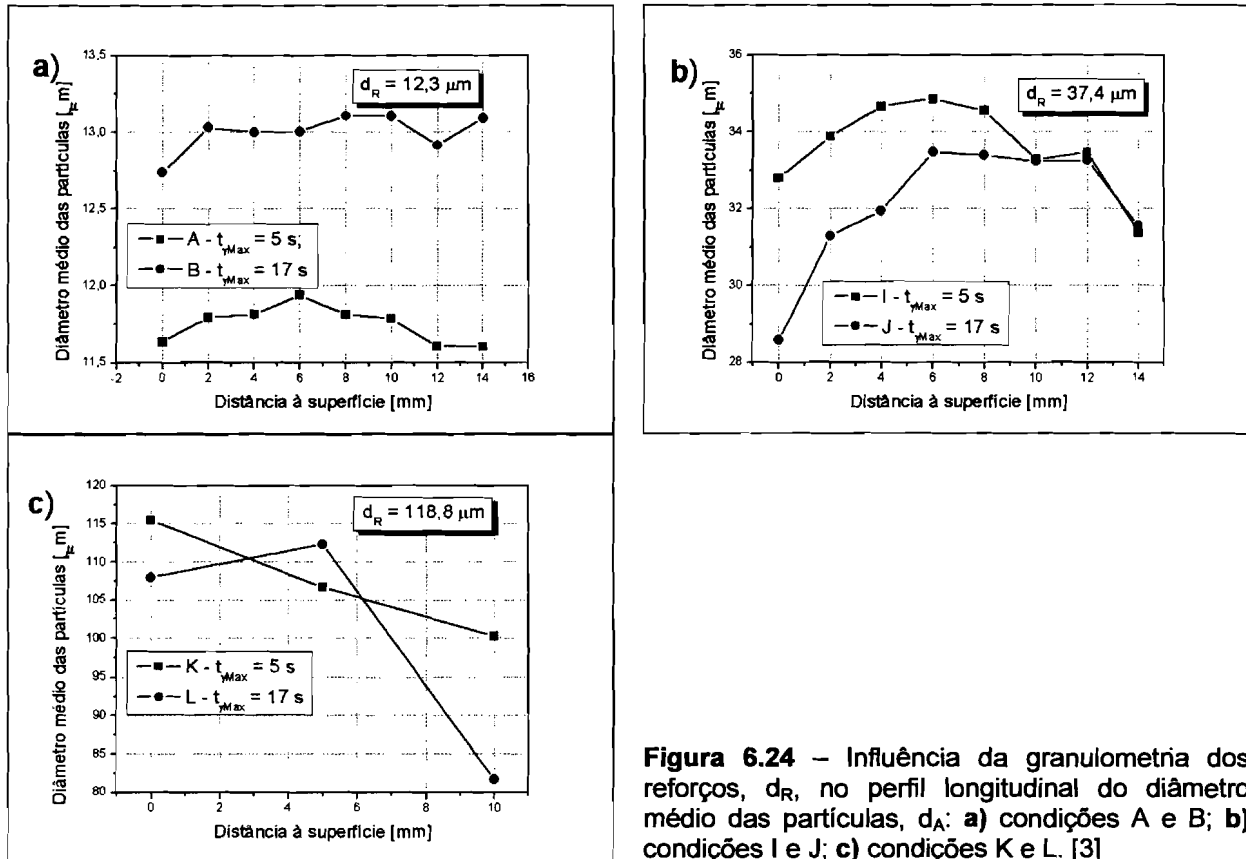 a)
13,5
13,0
12,5
12,0
11,5
Diâmetro médio das partículas [μm]
d_R = 12,3 μm
A - t_γMax = 5 s;
B - t_γMax = 17 s
-2 0 2 4 6 8 10 12 14 16
Distância à superfície [mm]
b)
36
34
32
30
28
Diâmetro médio das partículas [μm]
d_R = 37,4 μm
I - t_γMax = 5 s
J - t_γMax = 17 s
0 2 4 6 8 10 12 14
Distância à superfície [mm]
c)
120
115
110
105
100
95
90
85
80
Diâmetro médio das partículas [μm]
d_R = 118,8 μm
K - t_γMax = 5 s
L - t_γMax = 17 s
0 2 4 6 8 10
Distância à superfície [mm]
Figura 6.24 – Influência da granulometria dos
reforços, d_R, no perfil longitudinal do diâmetro
médio das partículas, d_A: a) condições A e B; b)
condições I e J; c) condições K e L. [3]